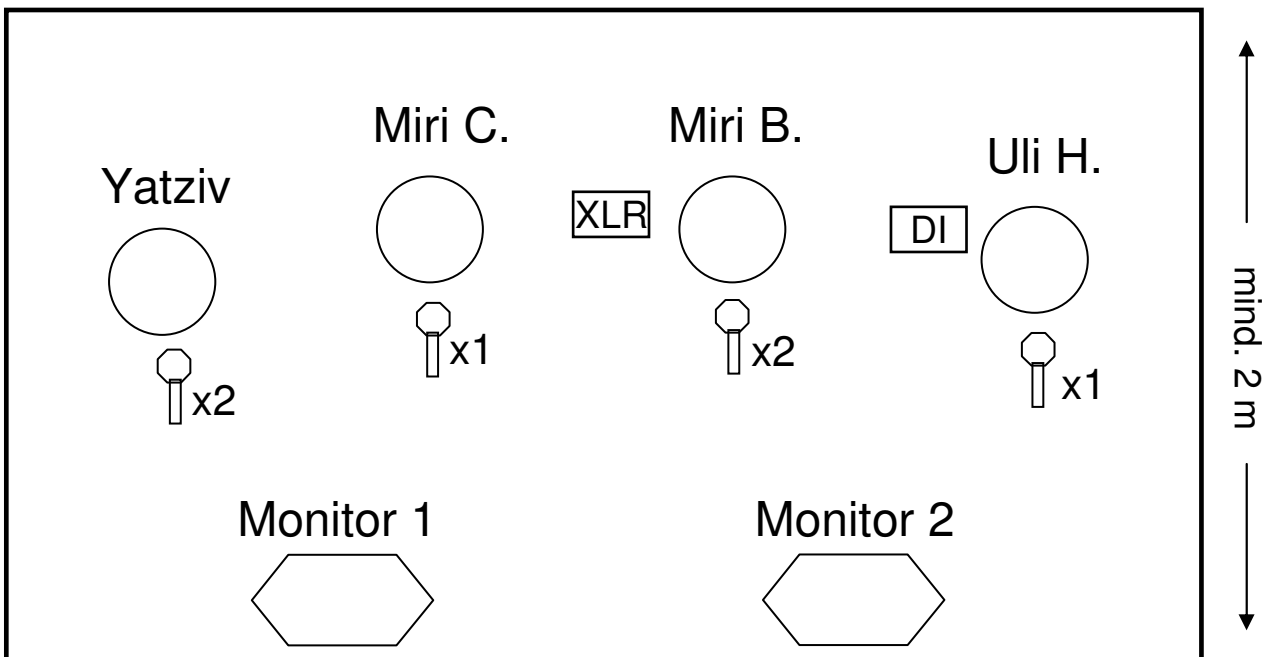 Miri C.
Miri B.
Uli H.
Yatziv
XLR
DI
x1
x2
x2
x1
Monitor 1
Monitor 2
mind. 2 m